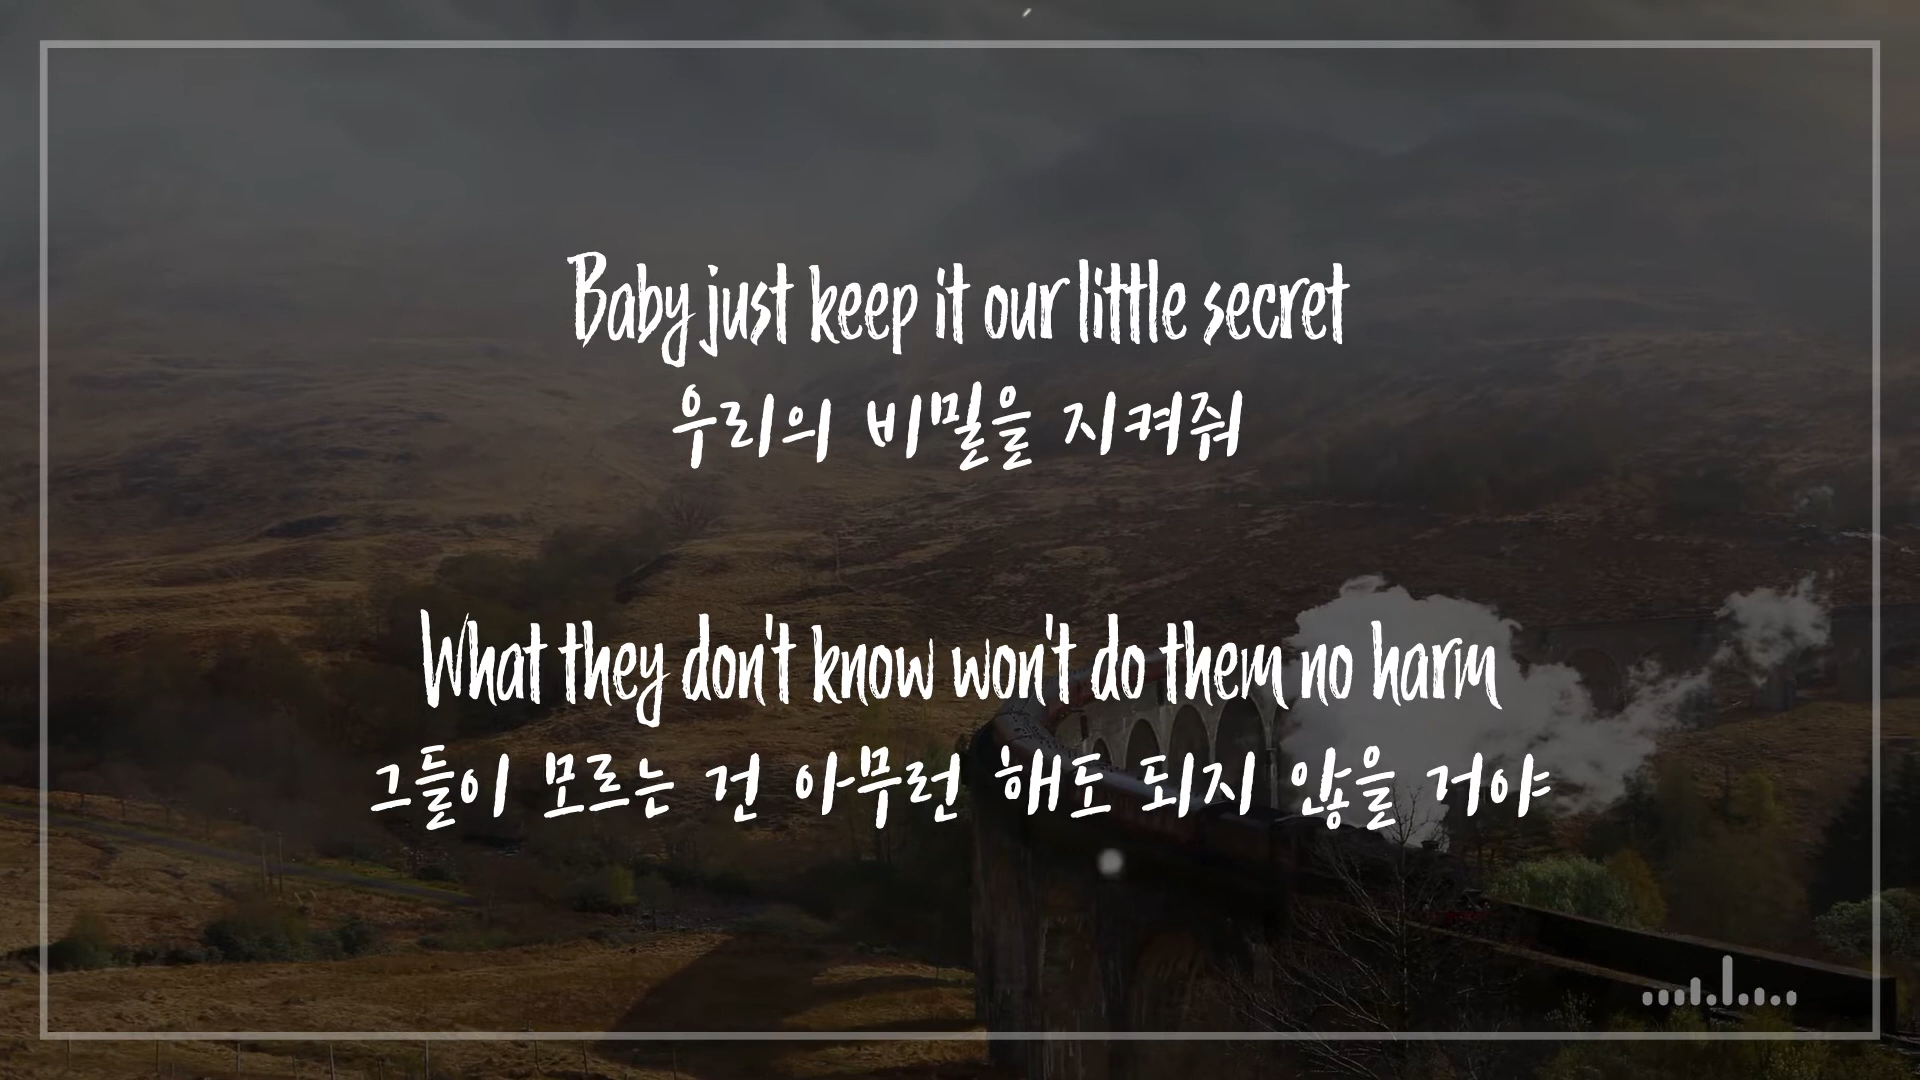 Baby just keep it our little secret
우리의 비밀을 지켜줘
What they don't know won't do them no harm
그들이 모르는 건 아무런 해도 되지 않을 거야